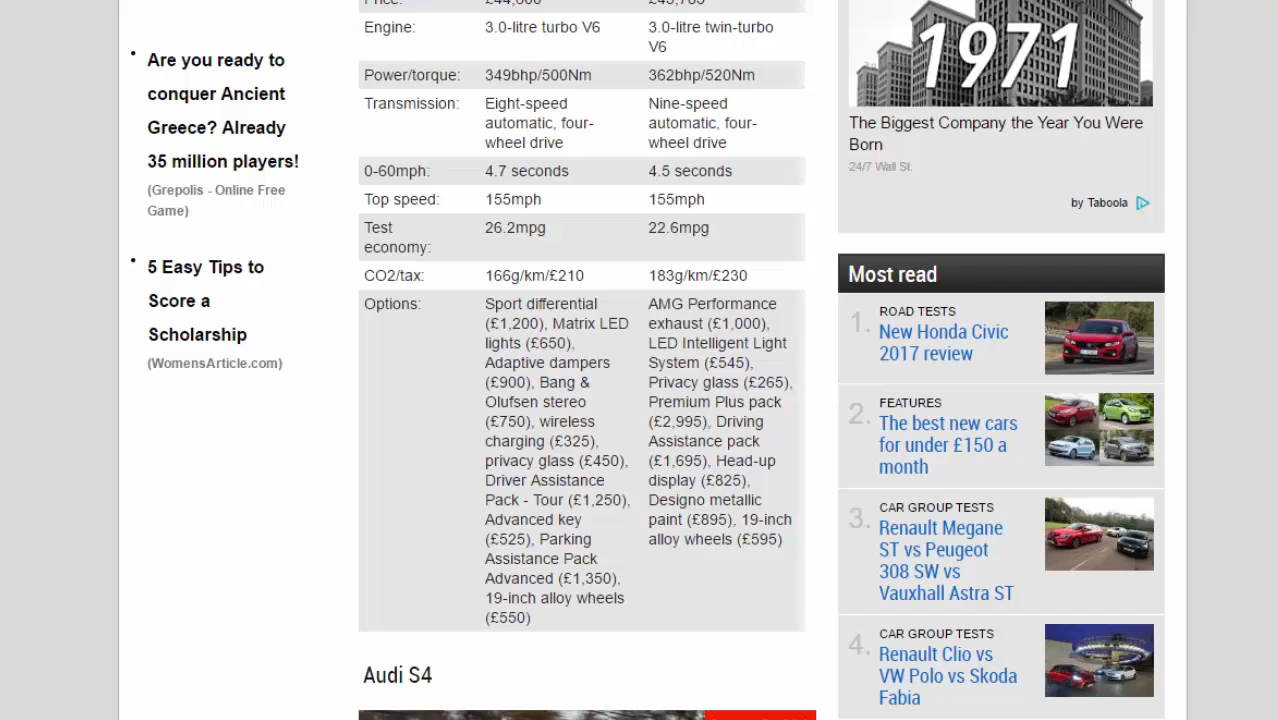 Are you ready to
conquer Ancient
Greece? Already
35 million players!
(Grepolis - Online Free
Game)
5 Easy Tips to
Score a
Scholarship
(WomensArticle.com)
Engine: 3.0-litre turbo V6 3.0-litre twin-turbo
V6
Power/torque: 349bhp/500Nm 362bhp/520Nm
Transmission: Eight-speed Nine-speed
automatic, four- automatic, four-
wheel drive wheel drive
0-60mph: 4.7 seconds 4.5 seconds
Top speed: 155mph 155mph
Test 26.2mpg 22.6mpg
economy:
CO2/tax: 166g/km/£210 183g/km/£230
Options: Sport differential AMG Performance
(£1,200), Matrix LED exhaust (£1,000),
lights (£650), LED Intelligent Light
Adaptive dampers System (£545),
(£900), Bang & Privacy glass (£265),
Olufsen stereo Premium Plus pack
(£750), wireless (£2,995), Driving
charging (£325), Assistance pack
privacy glass (£450), (£1,695), Head-up
Driver Assistance display (£825),
Pack - Tour (£1,250), Designo metallic
Advanced key paint (£895), 19-inch
(£525), Parking alloy wheels (£595)
Assistance Pack
Advanced (£1,350),
19-inch alloy wheels
(£550)
Audi S4
1971
The Biggest Company the Year You Were
Born
24/7 Wall St.
by Taboola
Most read
1. ROAD TESTS
New Honda Civic
2017 review
2. FEATURES
The best new cars
for under £150 a
month
3. CAR GROUP TESTS
Renault Megane
ST vs Peugeot
308 SW vs
Vauxhall Astra ST
4. CAR GROUP TESTS
Renault Clio vs
VW Polo vs Skoda
Fabia